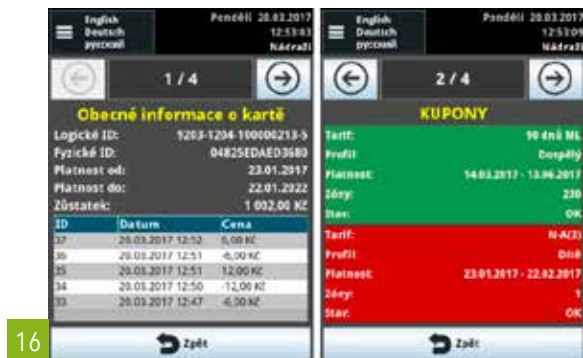 English
Deutsch
русский
Pondělí 20.03.2017
12:53:03
Nádraží
1 / 4
Obecné informace o kartě
Logické ID: 9203-1204-100000213-5
Fyzické ID: 04825EDAED3680
Platnost od: 23.01.2017
Platnost do: 22.01.2022
Zůstatek: 1 002,00 Kč
ID Datum Cena
37 20.03.2017 12:52 6,00 Kč
36 20.03.2017 12:51 -6,00 Kč
35 20.03.2017 12:51 12,00 Kč
34 20.03.2017 12:50 -12,00 Kč
33 20.03.2017 12:47 -6,00 Kč
Zpět
English
Deutsch
русский
Pondělí 20.03.2017
12:53:09
Nádraží
2 / 4
KUPONY
Tarif: 90 dnů ML
Profil: Dospělý
Platnost: 14.03.2017 - 13.06.2017
Zóny: 230
Stav: OK
Tarif: N-A(3)
Profil: Dítě
Platnost: 23.01.2017 - 22.02.2017
Zóny: 1
Stav: OK
Zpět
16